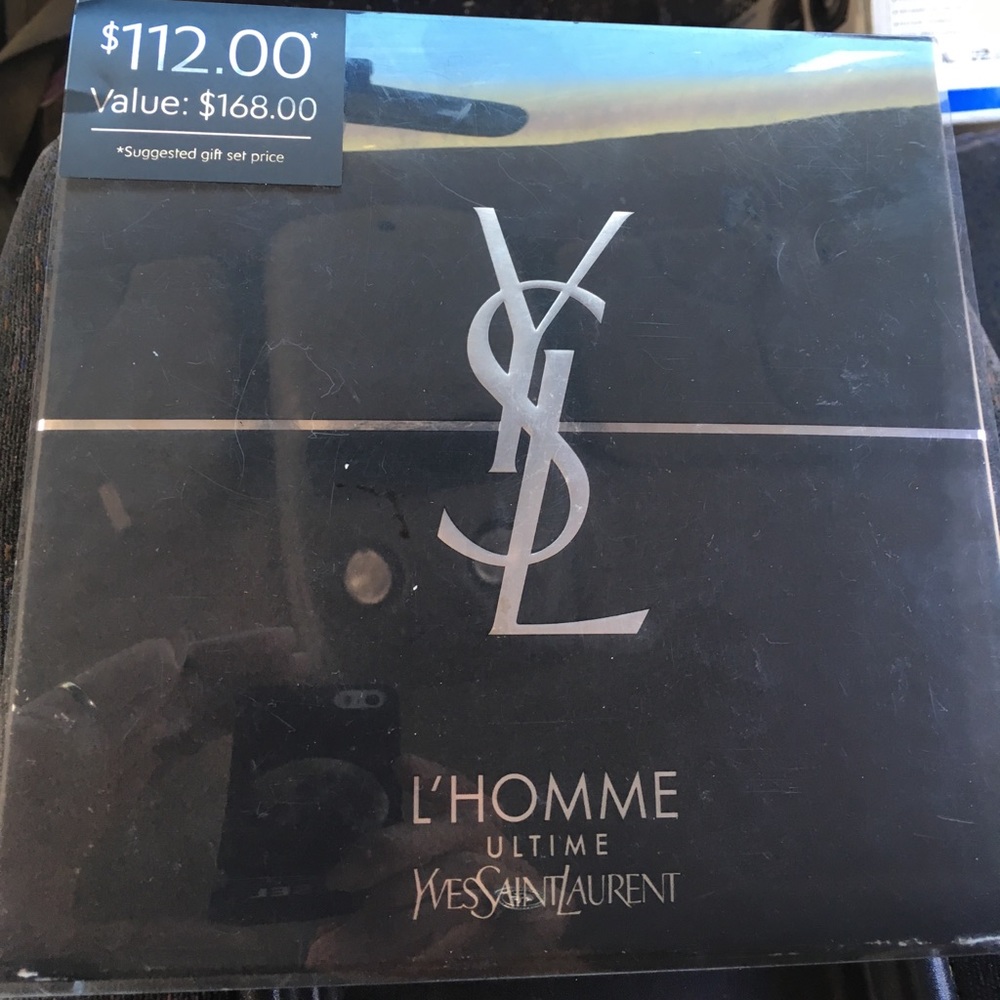 $112.00*
Value: $168.00
*Suggested gift set price
YSL
L'HOMME
ULTIME
YVESSAINTLAURENT